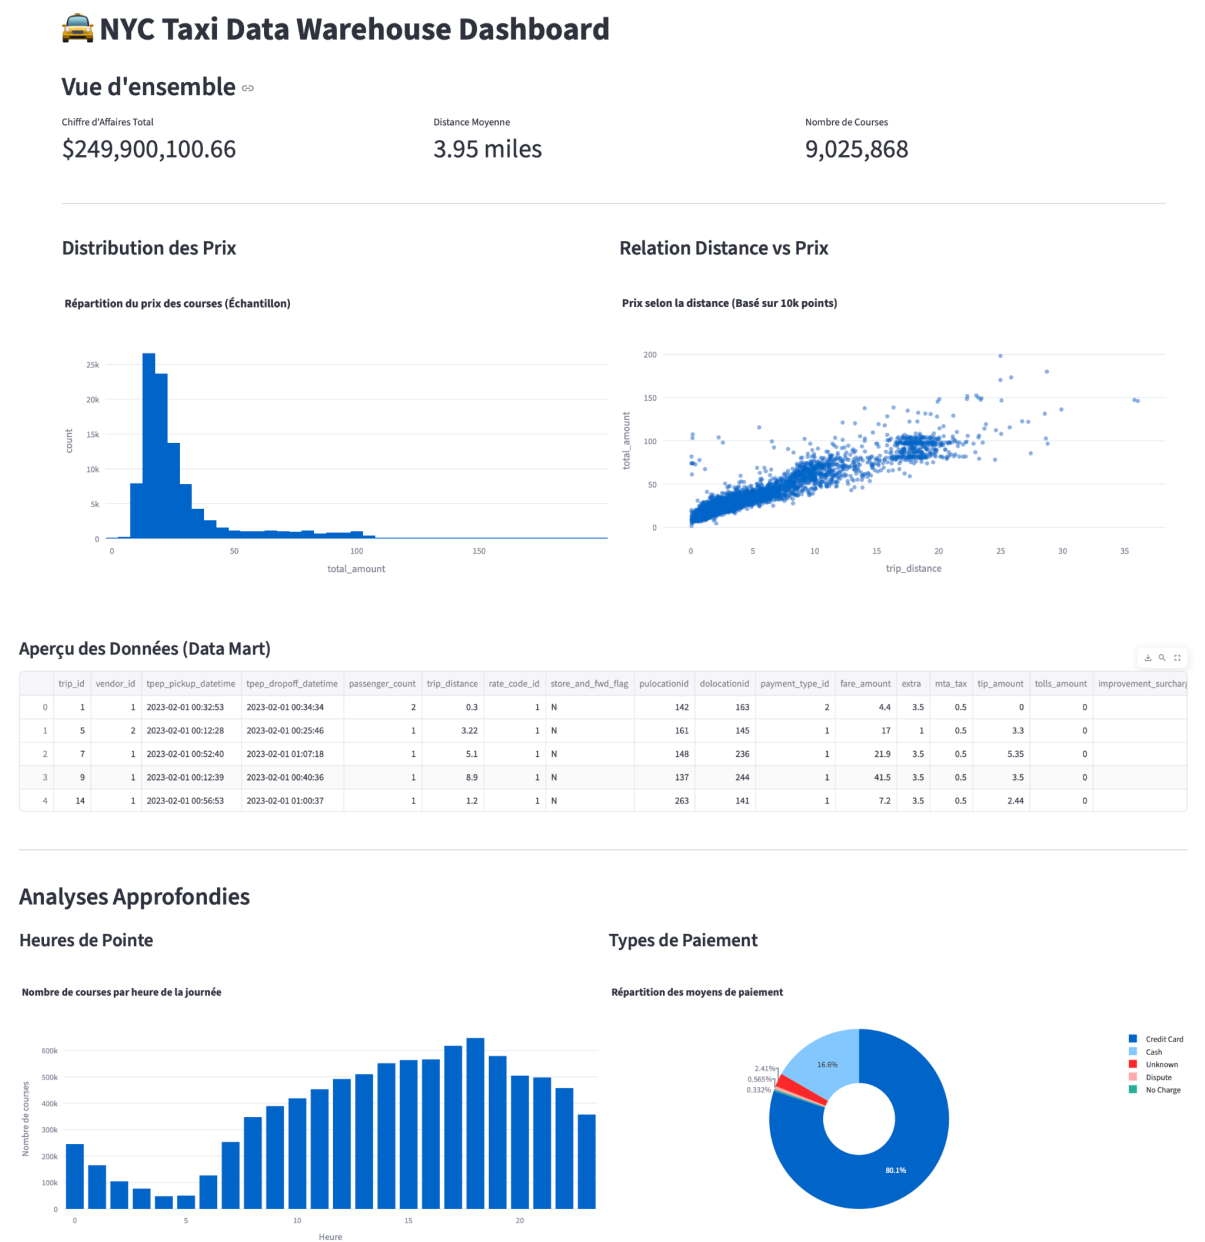 NYC Taxi Data Warehouse Dashboard
Vue d'ensemble
Chiffre d'Affaires Total
Distance Moyenne
Nombre de Courses
$249,900,100.66
3.95 miles
9,025,868
Distribution des Prix
Relation Distance vs Prix
Répartition du prix des courses (Échantillon)
25k
20k
15k
10k
5k
0
count
0 50 100 150
total_amount
Prix selon la distance (Basé sur 10k points)
200
150
100
50
0
total_amount
0 5 10 15 20 25 30 35
trip_distance
Aperçu des Données (Data Mart)
trip_id vendor_id tpep_pickup_datetime tpep_dropoff_datetime passenger_count trip_distance rate_code_id store_and_fwd_flag pulocationid dolocationid payment_type_id fare_amount extra mta_tax tip_amount tolls_amount improvement_surcharg
0 1 1 2023-02-01 00:32:53 2023-02-01 00:34:34 2 0.3 1 N 142 163 2 4.4 3.5 0.5 0 0
1 5 2 2023-02-01 00:12:28 2023-02-01 00:25:46 1 3.22 1 N 161 145 1 17 1 0.5 3.3 0
2 7 1 2023-02-01 00:52:40 2023-02-01 01:07:18 1 5.1 1 N 148 236 1 21.9 3.5 0.5 5.35 0
3 9 1 2023-02-01 00:12:39 2023-02-01 00:40:36 1 8.9 1 N 137 244 1 41.5 3.5 0.5 3.5 0
4 14 1 2023-02-01 00:56:53 2023-02-01 01:00:37 1 1.2 1 N 263 141 1 7.2 3.5 0.5 2.44 0
Analyses Approfondies
Heures de Pointe
Types de Paiement
Nombre de courses par heure de la journée
600k
500k
400k
300k
200k
100k
0
Nombre de courses
0 5 10 15 20
Heure
Répartition des moyens de paiement
16.6%
2.41%
0.565%
0.332%
80.1%
Credit Card
Cash
Unknown
Dispute
No Charge